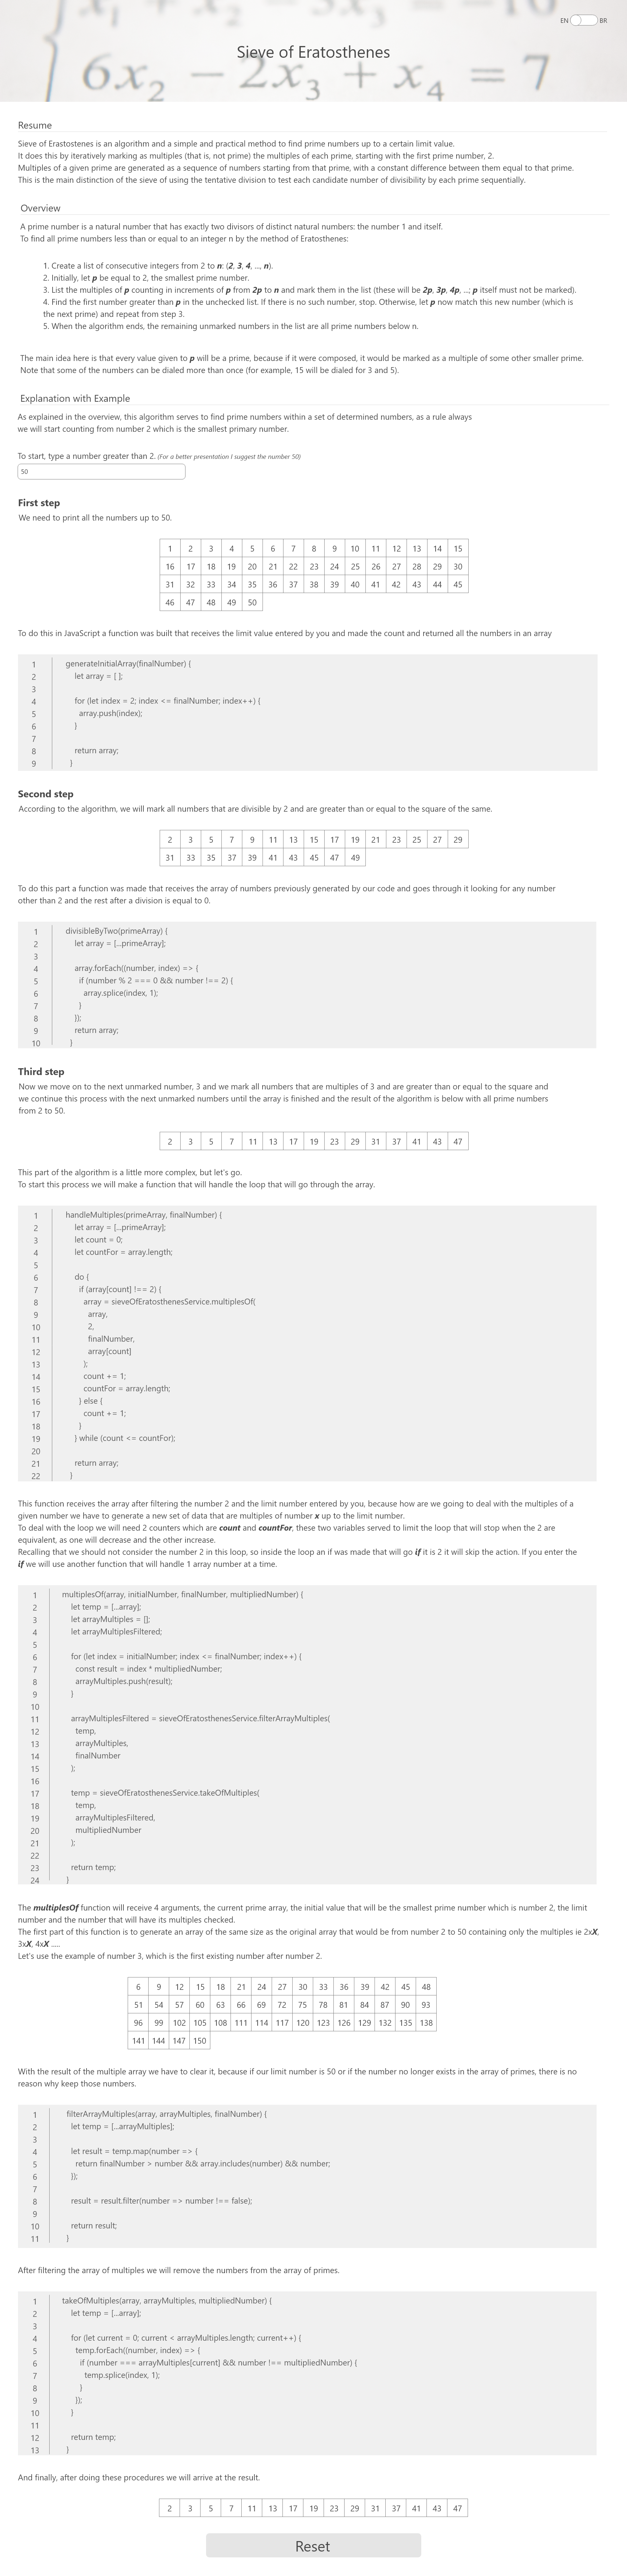 EN BR
Sieve of Eratosthenes
6x₂ − 2x₃ + x₄ = 7
Resume
Sieve of Erastostenes is an algorithm and a simple and practical method to find prime numbers up to a certain limit value.
It does this by iteratively marking as multiples (that is, not prime) the multiples of each prime, starting with the first prime number, 2.
Multiples of a given prime are generated as a sequence of numbers starting from that prime, with a constant difference between them equal to that prime.
This is the main distinction of the sieve of using the tentative division to test each candidate number of divisibility by each prime sequentially.
Overview
A prime number is a natural number that has exactly two divisors of distinct natural numbers: the number 1 and itself.
To find all prime numbers less than or equal to an integer n by the method of Eratosthenes:
1. Create a list of consecutive integers from 2 to n: (2, 3, 4, .., n).
2. Initially, let p be equal to 2, the smallest prime number.
3. List the multiples of p counting in increments of p from 2p to n and mark them in the list (these will be 2p, 3p, 4p, ..; p itself must not be marked).
4. Find the first number greater than p in the unchecked list. If there is no such number, stop. Otherwise, let p now match this new number (which is
the next prime) and repeat from step 3.
5. When the algorithm ends, the remaining unmarked numbers in the list are all prime numbers below n.
The main idea here is that every value given to p will be a prime, because if it were composed, it would be marked as a multiple of some other smaller prime.
Note that some of the numbers can be dialed more than once (for example, 15 will be dialed for 3 and 5).
Explanation with Example
As explained in the overview, this algorithm serves to find prime numbers within a set of determined numbers, as a rule always
we will start counting from number 2 which is the smallest primary number.
To start, type a number greater than 2. (For a better presentation I suggest the number 50)
50
First step
We need to print all the numbers up to 50.
1 2 3 4 5 6 7 8 9 10 11 12 13 14 15
16 17 18 19 20 21 22 23 24 25 26 27 28 29 30
31 32 33 34 35 36 37 38 39 40 41 42 43 44 45
46 47 48 49 50
To do this in JavaScript a function was built that receives the limit value entered by you and made the count and returned all the numbers in an array
1 generateInitialArray(finalNumber) {
2 let array = [ ];
3
4 for (let index = 2; index <= finalNumber; index++) {
5 array.push(index);
6 }
7
8 return array;
9 }
Second step
According to the algorithm, we will mark all numbers that are divisible by 2 and are greater than or equal to the square of the same.
2 3 5 7 9 11 13 15 17 19 21 23 25 27 29
31 33 35 37 39 41 43 45 47 49
To do this part a function was made that receives the array of numbers previously generated by our code and goes through it looking for any number
other than 2 and the rest after a division is equal to 0.
1 divisibleByTwo(primeArray) {
2 let array = [...primeArray];
3
4 array.forEach((number, index) => {
5 if (number % 2 === 0 && number !== 2) {
6 array.splice(index, 1);
7 }
8 });
9 return array;
10 }
Third step
Now we move on to the next unmarked number, 3 and we mark all numbers that are multiples of 3 and are greater than or equal to the square and
we continue this process with the next unmarked numbers until the array is finished and the result of the algorithm is below with all prime numbers
from 2 to 50.
2 3 5 7 11 13 17 19 23 29 31 37 41 43 47
This part of the algorithm is a little more complex, but let's go.
To start this process we will make a function that will handle the loop that will go through the array.
1 handleMultiples(primeArray, finalNumber) {
2 let array = [...primeArray];
3 let count = 0;
4 let countFor = array.length;
5
6 do {
7 if (array[count] !== 2) {
8 array = sieveOfEratosthenesService.multiplesOf(
9 array,
10 2,
11 finalNumber,
12 array[count]
13 );
14 count += 1;
15 countFor = array.length;
16 } else {
17 count += 1;
18 }
19 } while (count <= countFor);
20
21 return array;
22 }
This function receives the array after filtering the number 2 and the limit number entered by you, because how are we going to deal with the multiples of a
given number we have to generate a new set of data that are multiples of number x up to the limit number.
To deal with the loop we will need 2 counters which are count and countFor, these two variables served to limit the loop that will stop when the 2 are
equivalent, as one will decrease and the other increase.
Recalling that we should not consider the number 2 in this loop, so inside the loop an if was made that will go if it is 2 it will skip the action. If you enter the
if we will use another function that will handle 1 array number at a time.
1 multiplesOf(array, initialNumber, finalNumber, multipliedNumber) {
2 let temp = [...array];
3 let arrayMultiples = [];
4 let arrayMultiplesFiltered;
5
6 for (let index = initialNumber; index <= finalNumber; index++) {
7 const result = index * multipliedNumber;
8 arrayMultiples.push(result);
9 }
10
11 arrayMultiplesFiltered = sieveOfEratosthenesService.filterArrayMultiples(
12 temp,
13 arrayMultiples,
14 finalNumber
15 );
16
17 temp = sieveOfEratosthenesService.takeOfMultiples(
18 temp,
19 arrayMultiplesFiltered,
20 multipliedNumber
21 );
22
23 return temp;
24 }
The multiplesOf function will receive 4 arguments, the current prime array, the initial value that will be the smallest prime number which is number 2, the limit
number and the number that will have its multiples checked.
The first part of this function is to generate an array of the same size as the original array that would be from number 2 to 50 containing only the multiples ie 2xX,
3xX, 4xX .....
Let's use the example of number 3, which is the first existing number after number 2.
6 9 12 15 18 21 24 27 30 33 36 39 42 45 48
51 54 57 60 63 66 69 72 75 78 81 84 87 90 93
96 99 102 105 108 111 114 117 120 123 126 129 132 135 138
141 144 147 150
With the result of the multiple array we have to clear it, because if our limit number is 50 or if the number no longer exists in the array of primes, there is no
reason why keep those numbers.
1 filterArrayMultiples(array, arrayMultiples, finalNumber) {
2 let temp = [...arrayMultiples];
3
4 let result = temp.map(number => {
5 return finalNumber > number && array.includes(number) && number;
6 });
7
8 result = result.filter(number => number !== false);
9
10 return result;
11 }
After filtering the array of multiples we will remove the numbers from the array of primes.
1 takeOfMultiples(array, arrayMultiples, multipliedNumber) {
2 let temp = [...array];
3
4 for (let current = 0; current < arrayMultiples.length; current++) {
5 temp.forEach((number, index) => {
6 if (number === arrayMultiples[current] && number !== multipliedNumber) {
7 temp.splice(index, 1);
8 }
9 });
10 }
11
12 return temp;
13 }
And finally, after doing these procedures we will arrive at the result.
2 3 5 7 11 13 17 19 23 29 31 37 41 43 47
Reset